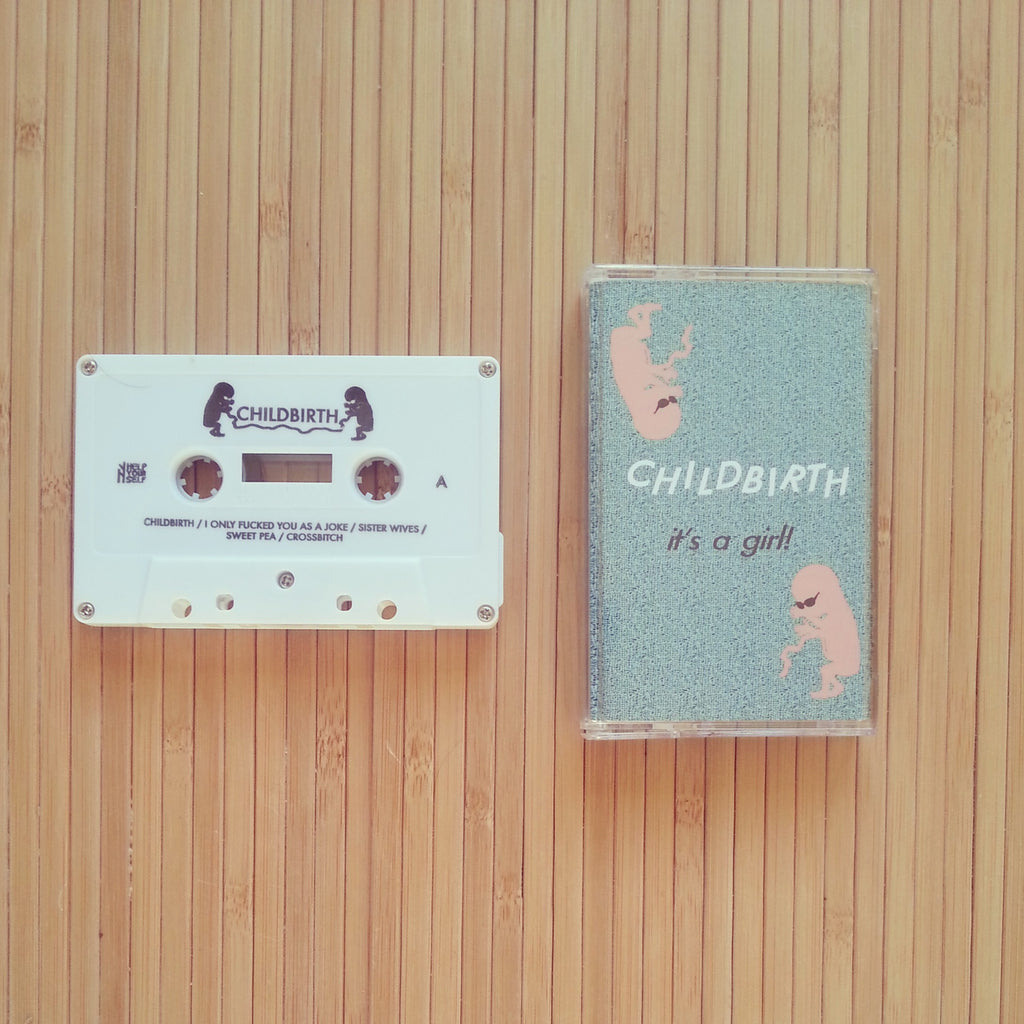 CHILDBIRTH
HELP
YOUR
SELF
A
CHILDBIRTH / I ONLY FUCKED YOU AS A JOKE / SISTER WIVES /
SWEET PEA / CROSSBITCH
CHILDBIRTH
it's a girl!